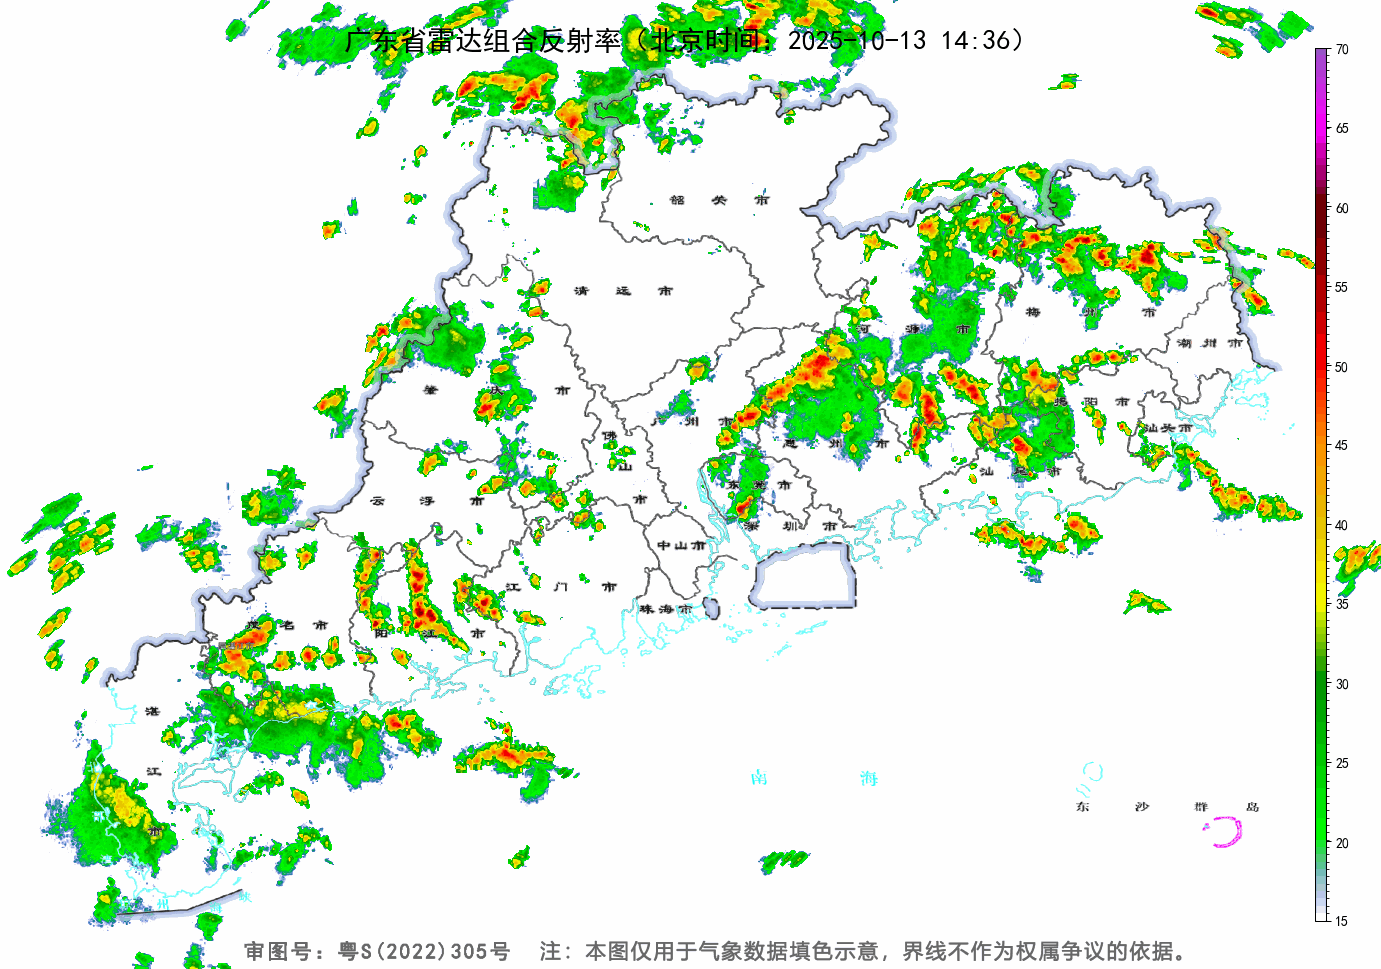 广东省雷达组合反射率（北京时间：2025-10-13 14:36）
70
65
60
55
50
45
40
35
30
25
20
15
韶关市
清远市
河源市
梅州市
潮州市
肇庆市
广州市
揭阳市
汕头市
佛山市
惠州市
云浮市
东莞市
汕尾市
深圳市
中山市
江门市
珠海市
茂名市
阳江市
湛江市
南海
东沙群岛
州
审图号：粤S(2022)305号 注：本图仅用于气象数据填色示意，界线不作为权属争议的依据。